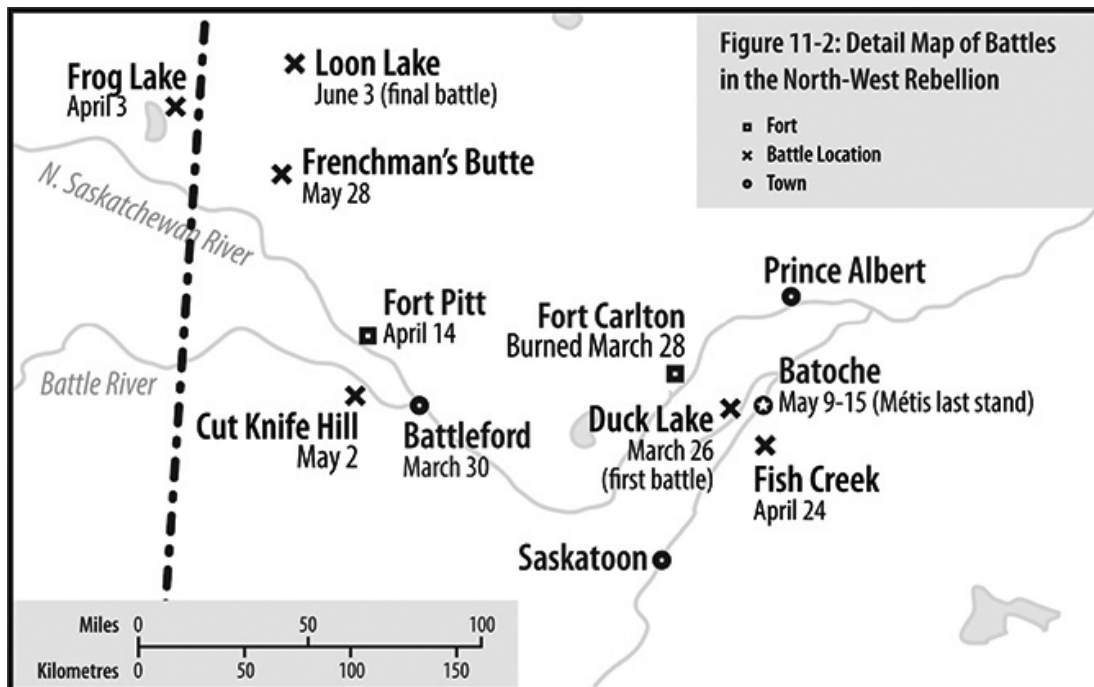 Figure 11-2: Detail Map of Battles
in the North-West Rebellion
Fort
Battle Location
Town
Frog Lake
April 3
Loon Lake
June 3 (final battle)
Frenchman's Butte
May 28
N. Saskatchewan River
Prince Albert
Fort Pitt
April 14
Fort Carlton
Burned March 28
Battle River
Batoche
May 9-15 (Métis last stand)
Cut Knife Hill
May 2
Battleford
March 30
Duck Lake
March 26
(first battle)
Fish Creek
April 24
Saskatoon
Miles 0 50 100
Kilometres 0 50 100 150